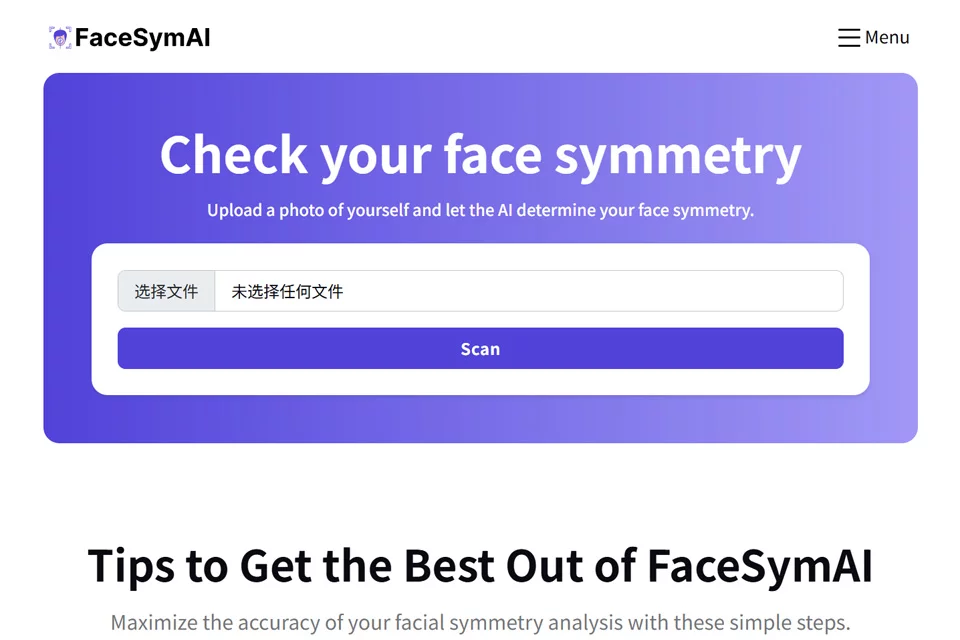 FaceSymAI
Menu
Check your face symmetry
Upload a photo of yourself and let the AI determine your face symmetry.
选择文件 未选择任何文件
Scan
Tips to Get the Best Out of FaceSymAI
Maximize the accuracy of your facial symmetry analysis with these simple steps.